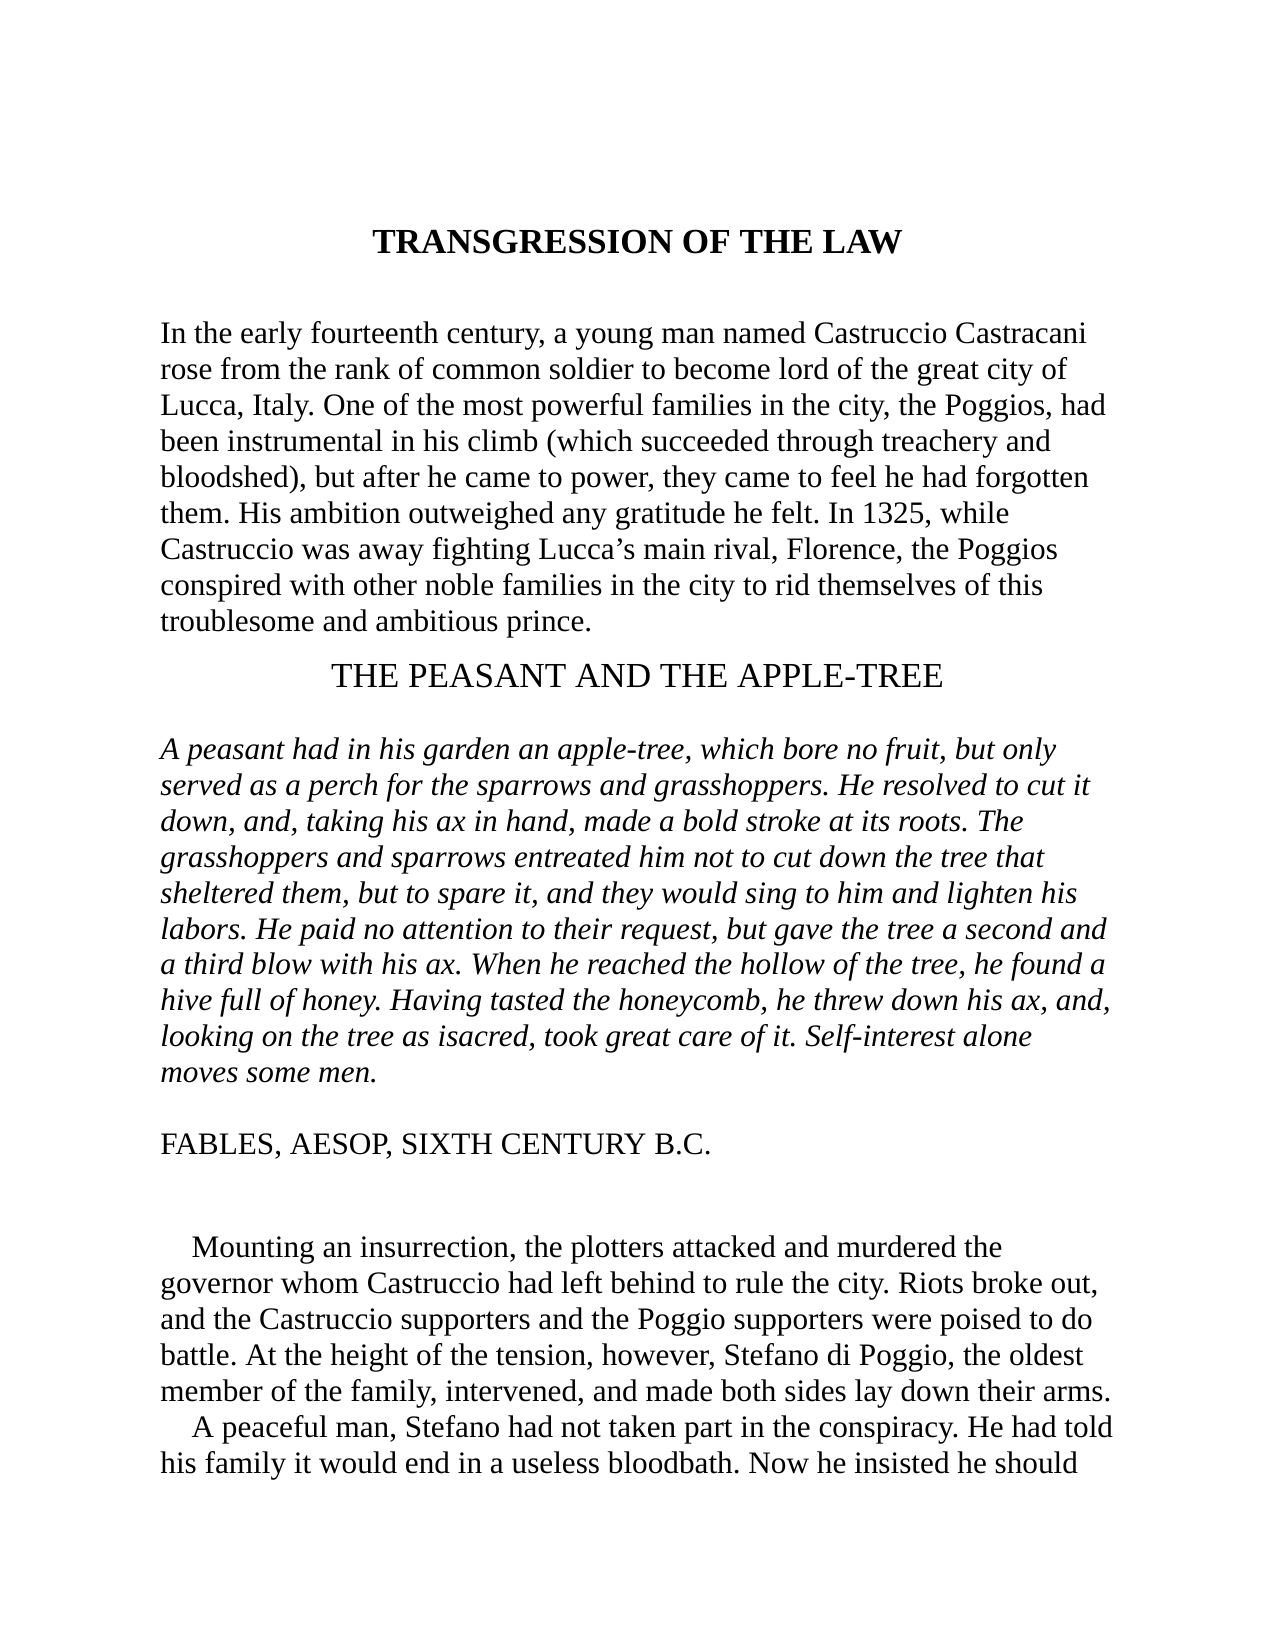 TRANSGRESSION OF THE LAW
In the early fourteenth century, a young man named Castruccio Castracani
rose from the rank of common soldier to become lord of the great city of
Lucca, Italy. One of the most powerful families in the city, the Poggios, had
been instrumental in his climb (which succeeded through treachery and
bloodshed), but after he came to power, they came to feel he had forgotten
them. His ambition outweighed any gratitude he felt. In 1325, while
Castruccio was away fighting Lucca’s main rival, Florence, the Poggios
conspired with other noble families in the city to rid themselves of this
troublesome and ambitious prince.
THE PEASANT AND THE APPLE-TREE
A peasant had in his garden an apple-tree, which bore no fruit, but only
served as a perch for the sparrows and grasshoppers. He resolved to cut it
down, and, taking his ax in hand, made a bold stroke at its roots. The
grasshoppers and sparrows entreated him not to cut down the tree that
sheltered them, but to spare it, and they would sing to him and lighten his
labors. He paid no attention to their request, but gave the tree a second and
a third blow with his ax. When he reached the hollow of the tree, he found a
hive full of honey. Having tasted the honeycomb, he threw down his ax, and,
looking on the tree as isacred, took great care of it. Self-interest alone
moves some men.
FABLES, AESOP, SIXTH CENTURY B.C.
Mounting an insurrection, the plotters attacked and murdered the
governor whom Castruccio had left behind to rule the city. Riots broke out,
and the Castruccio supporters and the Poggio supporters were poised to do
battle. At the height of the tension, however, Stefano di Poggio, the oldest
member of the family, intervened, and made both sides lay down their arms.
A peaceful man, Stefano had not taken part in the conspiracy. He had told
his family it would end in a useless bloodbath. Now he insisted he should